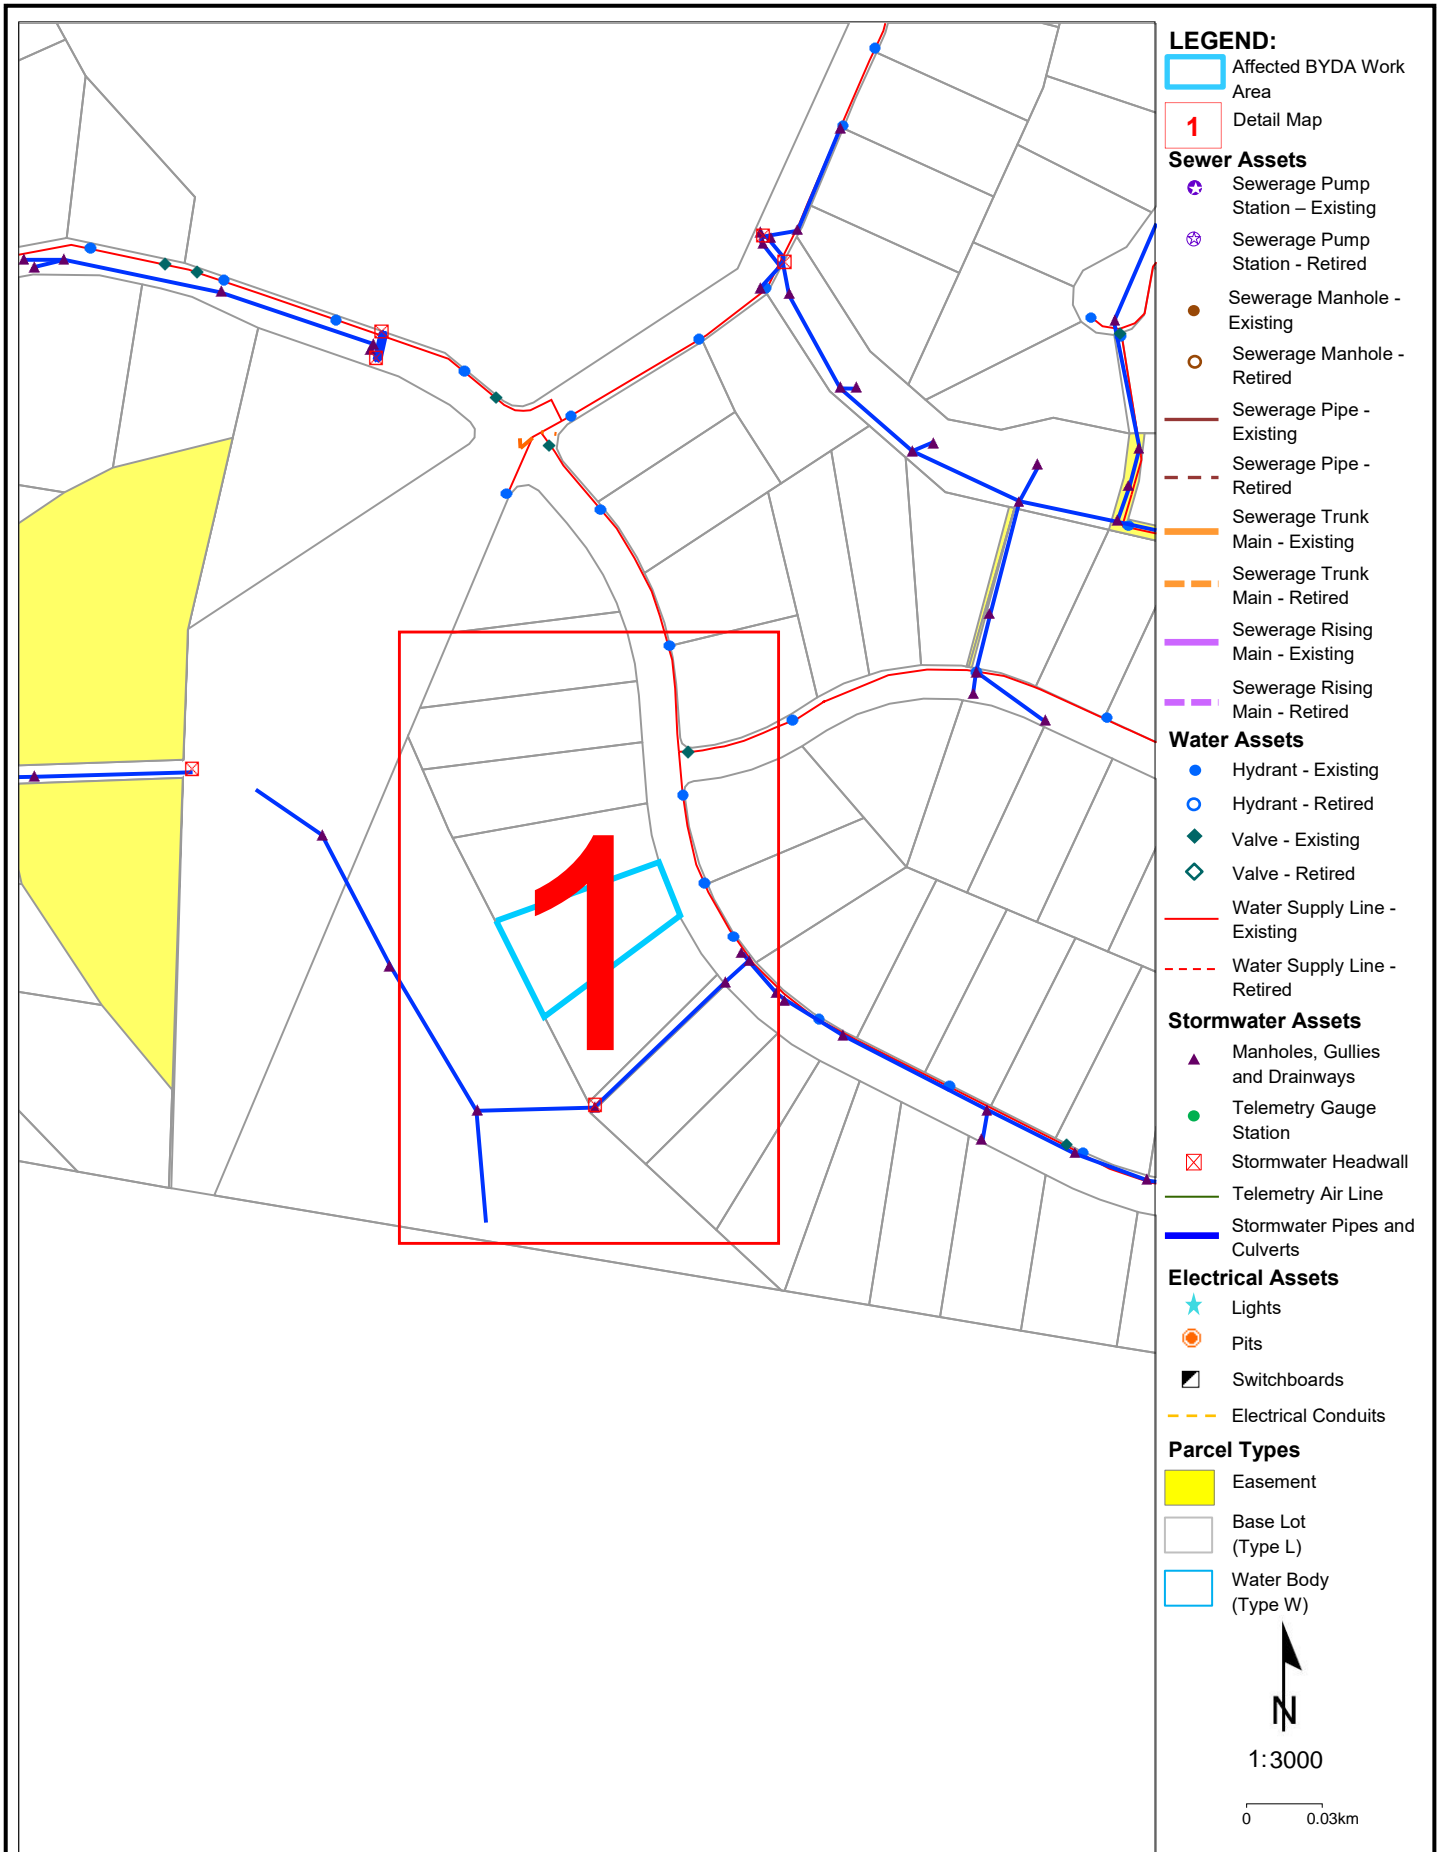 1
LEGEND:
Affected BYDA Work
Area
1
Detail Map
Sewer Assets
Sewerage Pump
Station – Existing
Sewerage Pump
Station - Retired
Sewerage Manhole -
Existing
Sewerage Manhole -
Retired
Sewerage Pipe -
Existing
Sewerage Pipe -
Retired
Sewerage Trunk
Main - Existing
Sewerage Trunk
Main - Retired
Sewerage Rising
Main - Existing
Sewerage Rising
Main - Retired
Water Assets
Hydrant - Existing
Hydrant - Retired
Valve - Existing
Valve - Retired
Water Supply Line -
Existing
Water Supply Line -
Retired
Stormwater Assets
Manholes, Gullies
and Drainways
Telemetry Gauge
Station
Stormwater Headwall
Telemetry Air Line
Stormwater Pipes and
Culverts
Electrical Assets
Lights
Pits
Switchboards
Electrical Conduits
Parcel Types
Easement
Base Lot
(Type L)
Water Body
(Type W)
N
1:3000
0 0.03km